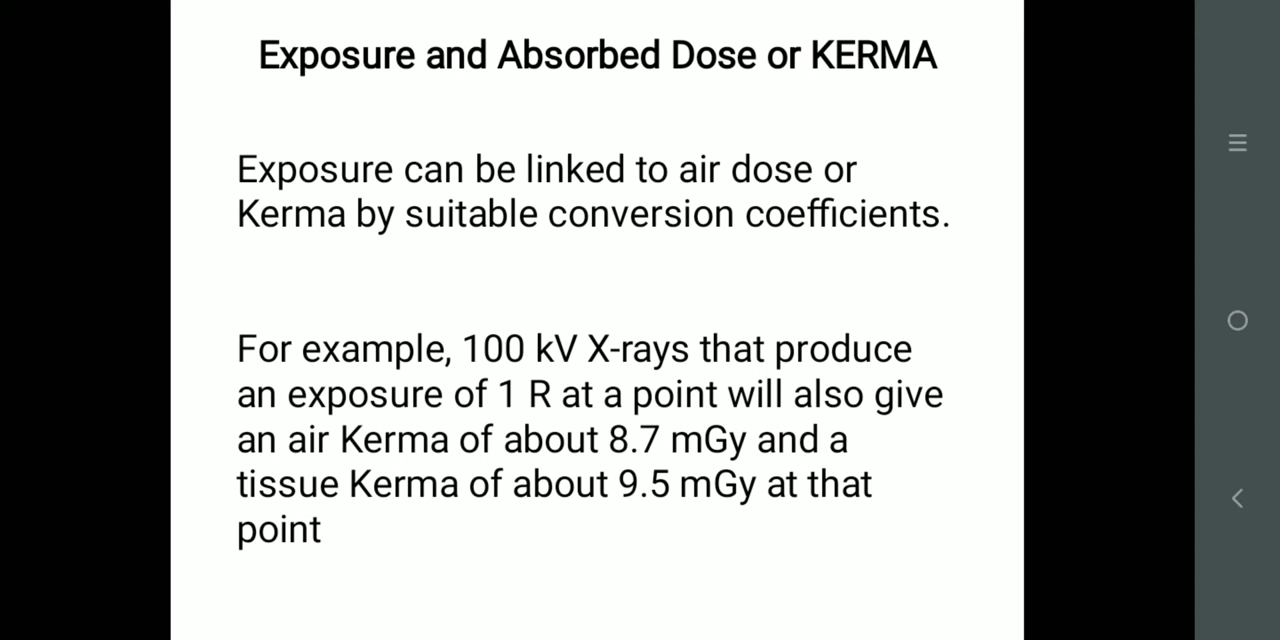 Exposure and Absorbed Dose or KERMA
Exposure can be linked to air dose or
Kerma by suitable conversion coefficients.
For example, 100 kV X-rays that produce
an exposure of 1 R at a point will also give
an air Kerma of about 8.7 mGy and a
tissue Kerma of about 9.5 mGy at that
point